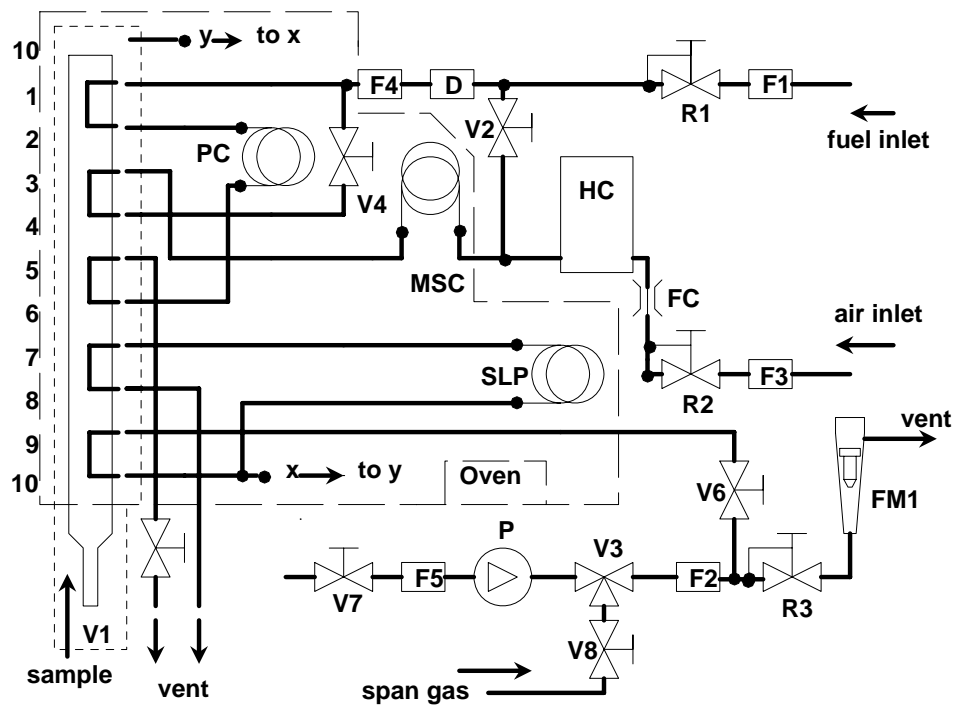 10
y to x
1
F4
D
F1
R1
V2
fuel inlet
2
PC
3
V4
HC
4
5
MSC
FC
6
air inlet
7
SLP
F3
8
R2
vent
9
x to y
Oven
V6
10
FM1
P
V3
F5
F2
V7
R3
V1
V8
sample
vent
span gas